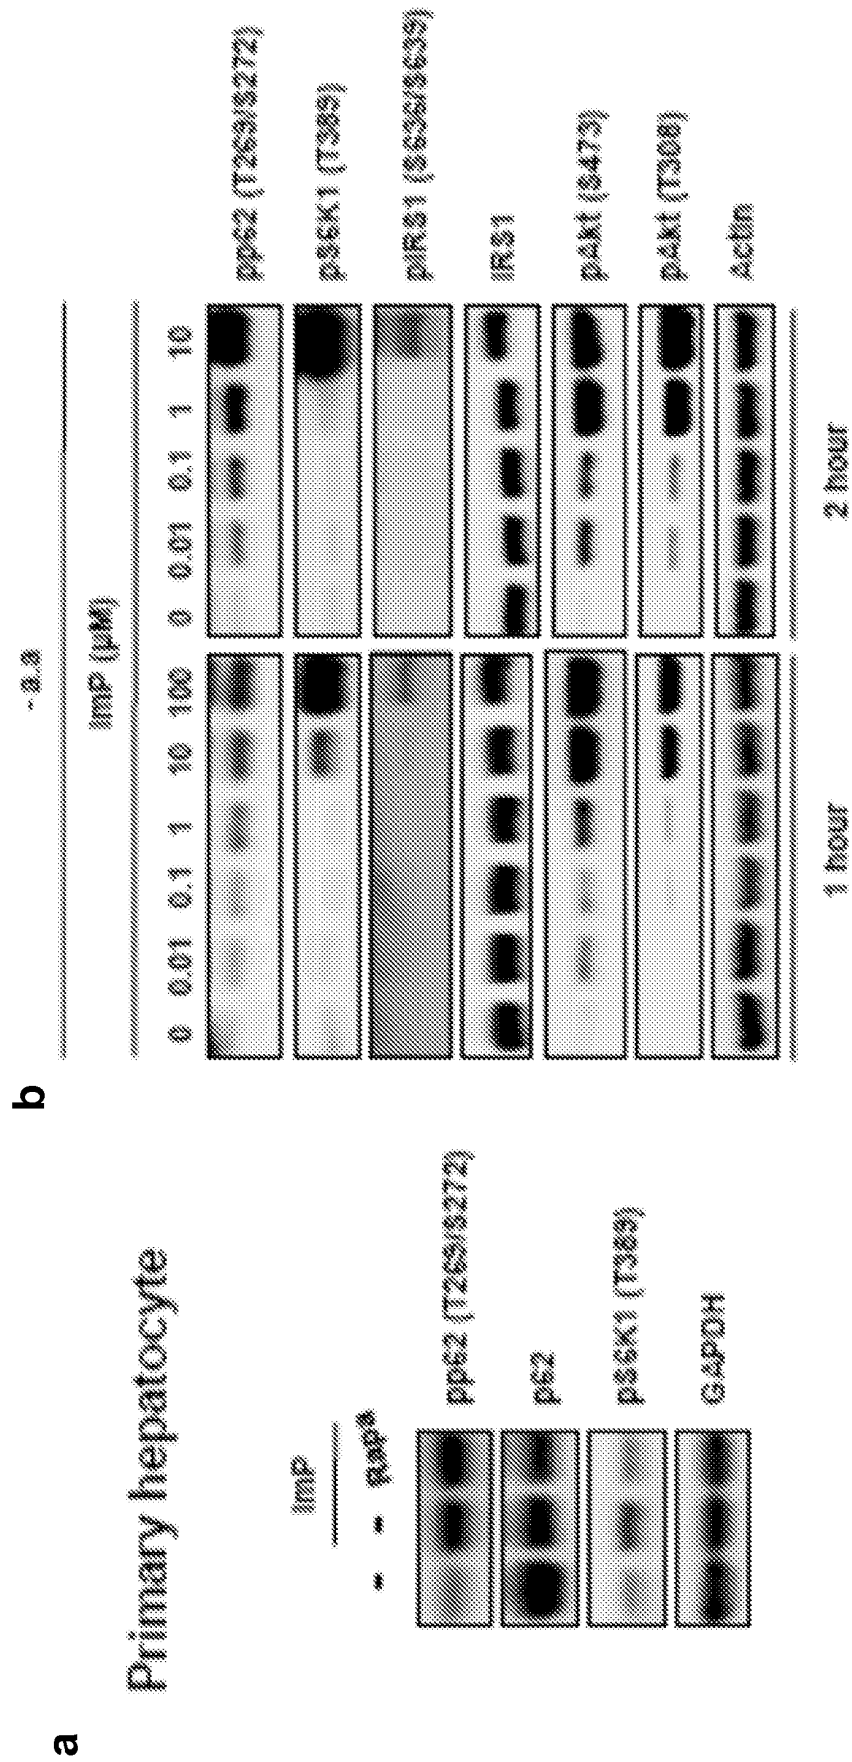 a
Primary hepatocyte
ImP
- - Rapa
pp62 (T269/S272)
p62
pS6K1 (T389)
GAPDH
b
- a.a
ImP (µM)
0 0.01 0.1 1 10 100 0 0.01 0.1 1 10
pp62 (T269/S272)
pS6K1 (T389)
pIRS1 (S636/S639)
IRS1
pAkt (S473)
pAkt (T308)
Actin
1 hour 2 hour